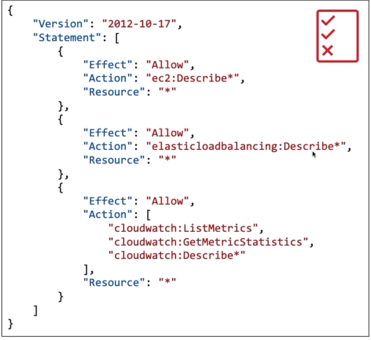 {
    "Version": "2012-10-17",
    "Statement": [
        {
            "Effect": "Allow",
            "Action": "ec2:Describe*",
            "Resource": "*"
        },
        {
            "Effect": "Allow",
            "Action": "elasticloadbalancing:Describe*",
            "Resource": "*"
        },
        {
            "Effect": "Allow",
            "Action": [
                "cloudwatch:ListMetrics",
                "cloudwatch:GetMetricStatistics",
                "cloudwatch:Describe*"
            ],
            "Resource": "*"
        }
    ]
}